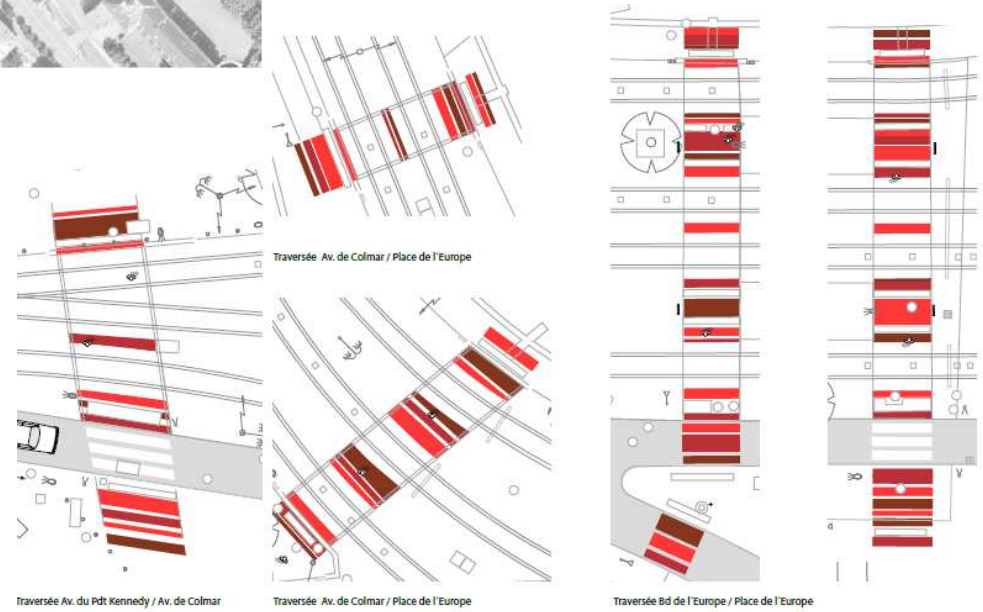 Traversée Av. de Colmar / Place de l'Europe
Traversée Av. du Pdt Kennedy / Av. de Colmar
Traversée Av. de Colmar / Place de l'Europe
Traversée Bd de l'Europe / Place de l'Europe